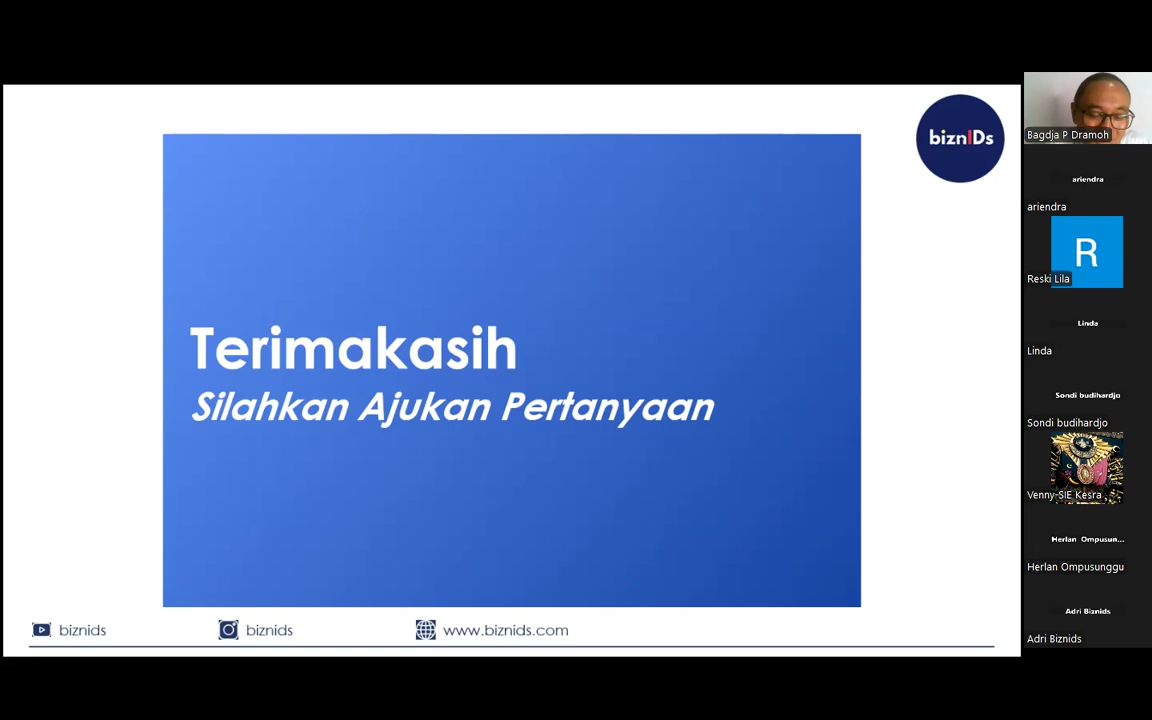 biznIDs
Terimakasih
Silahkan Ajukan Pertanyaan
biznids
biznids
www.biznids.com
Bagdja P Dramoh
ariendra
ariendra
R
Reski Lila
Linda
Linda
Sondi budihardjo
Sondi budihardjo
Venny-SIE Kesra
Herlan Ompusun...
Herlan Ompusunggu
Adri Biznids
Adri Biznids